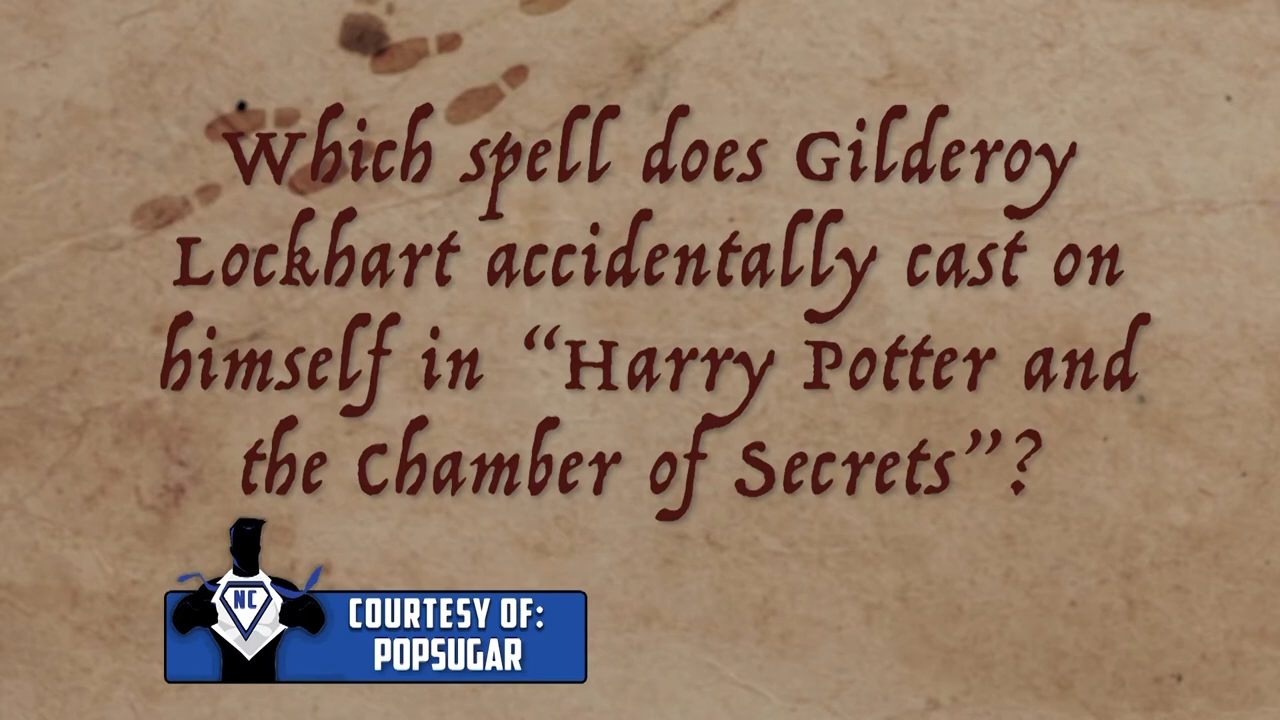 Which spell does Gilderoy
Lockhart accidentally cast on
himself in “Harry Potter and
the Chamber of Secrets”?
NC
COURTESY OF:
POPSUGAR